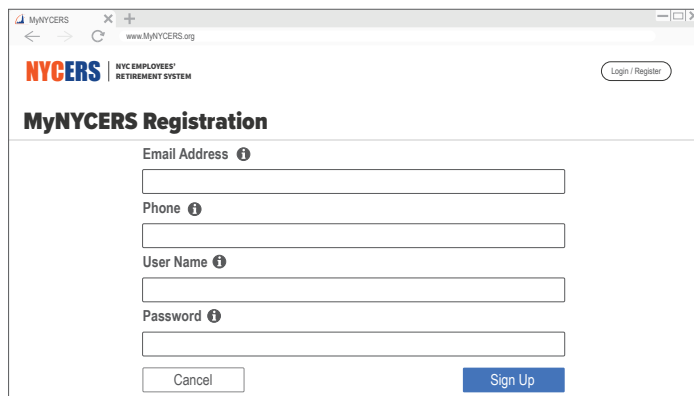 MyNYCERS
www.MyNYCERS.org
NYCERS
NYC EMPLOYEES'
RETIREMENT SYSTEM
Login / Register
MyNYCERS Registration
Email Address
Phone
User Name
Password
Cancel Sign Up